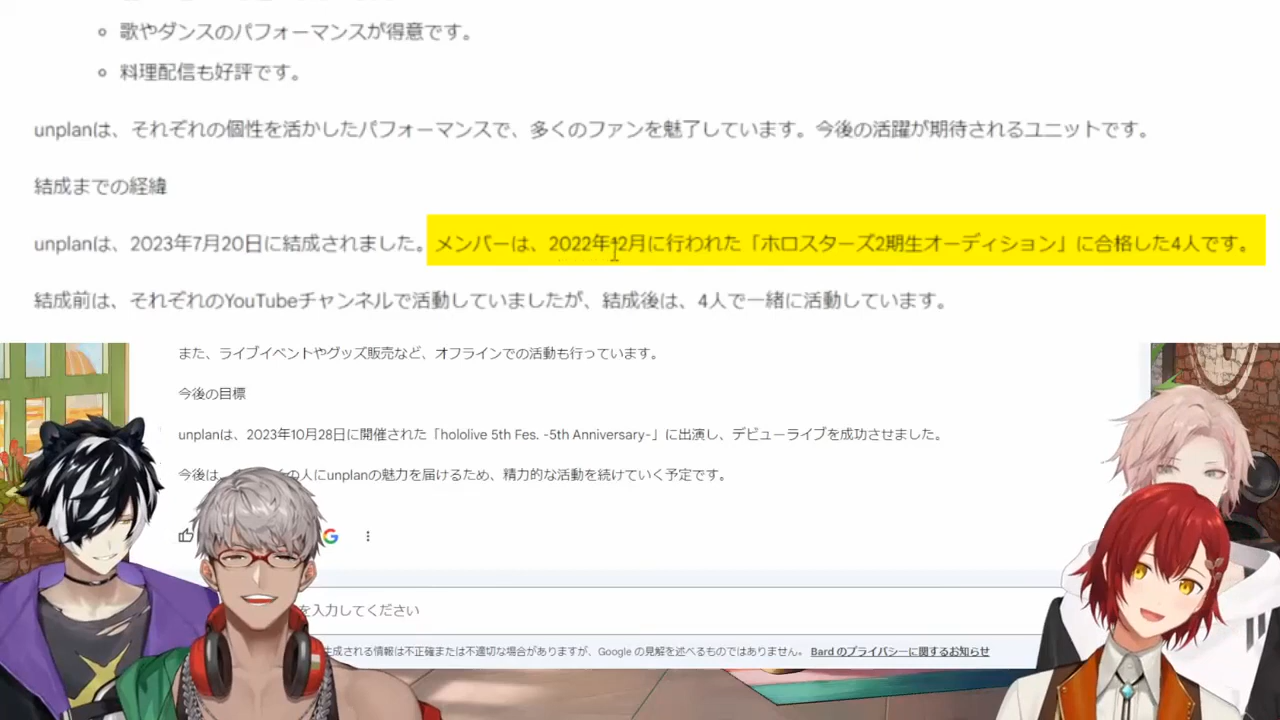 歌やダンスのパフォーマンスが得意です。
料理配信も好評です。
unplanは、それぞれの個性を活かしたパフォーマンスで、多くのファンを魅了しています。今後の活躍が期待されるユニットです。
結成までの経緯
unplanは、2023年7月20日に結成されました。メンバーは、2022年12月に行われた「ホロスターズ2期生オーディション」に合格した4人です。
結成前は、それぞれのYouTubeチャンネルで活動していましたが、結成後は、4人で一緒に活動しています。
また、ライブイベントやグッズ販売など、オフラインでの活動も行っています。
今後の目標
unplanは、2023年10月28日に開催された「hololive 5th Fes. -5th Anniversary-」に出演し、デビューライブを成功させました。
今後は、の人にunplanの魅力を届けるため、精力的な活動を続けていく予定です。
を入力してください
生成される情報は不正確または不適切な場合がありますが、Google の見解を述べるものではありません。 Bard のプライバシーに関するお知らせ